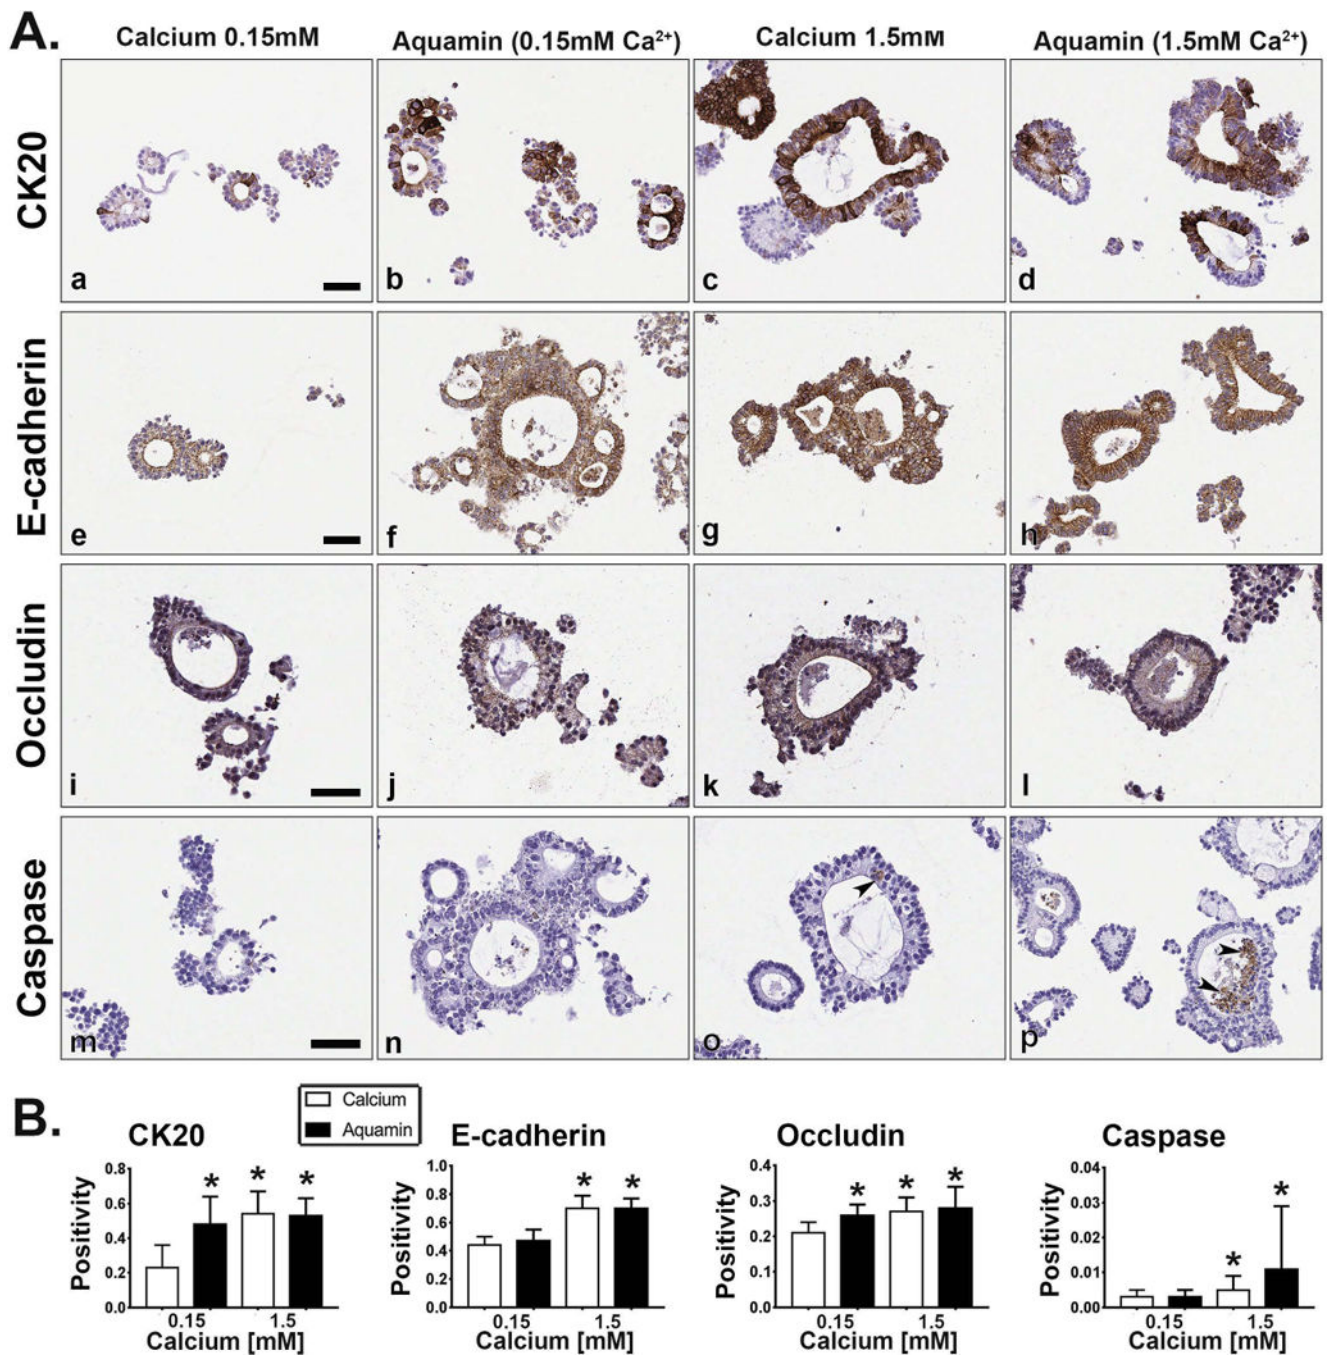 A.
Calcium 0.15mM
Aquamin (0.15mM Ca²⁺)
Calcium 1.5mM
Aquamin (1.5mM Ca²⁺)
CK20
a
b
c
d
E-cadherin
e
f
g
h
Occludin
i
j
k
l
Caspase
m
n
o
p
B.
Calcium
Aquamin
CK20
E-cadherin
Occludin
Caspase
Positivity
0.8
0.6
0.4
0.2
0.0
* * *
0.15 1.5
Calcium [mM]
Positivity
1.0
0.8
0.6
0.4
0.2
0.0
* *
0.15 1.5
Calcium [mM]
Positivity
0.4
0.3
0.2
0.1
0.0
* * *
0.15 1.5
Calcium [mM]
Positivity
0.04
0.03
0.02
0.01
0.00
* *
0.15 1.5
Calcium [mM]